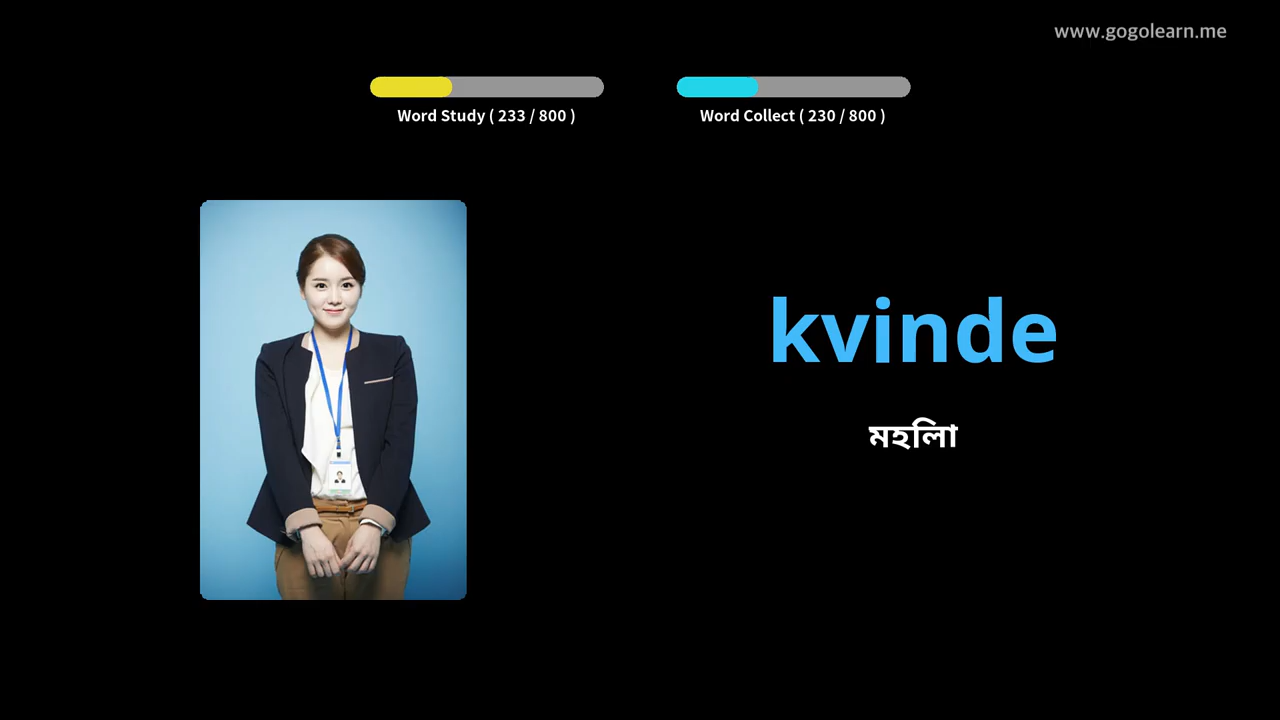 www.gogolearn.me
Word Study ( 233 / 800 )
Word Collect ( 230 / 800 )
kvinde
মহিলা